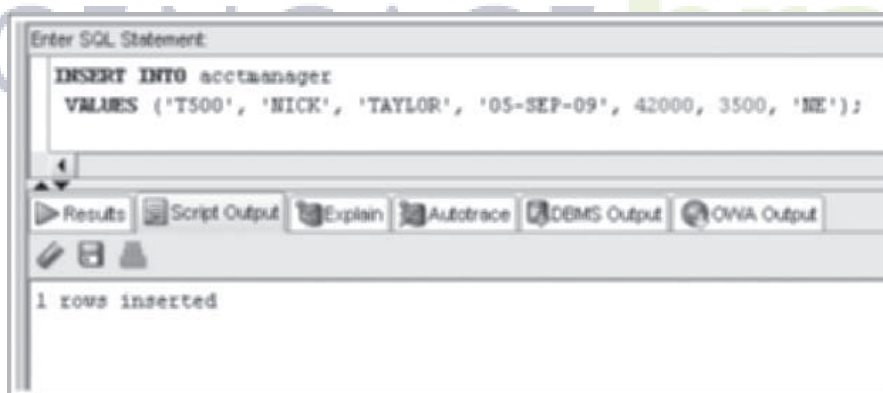 Enter SQL Statement:
INSERT INTO acctmanager
VALUES ('T500', 'NICK', 'TAYLOR', '05-SEP-09', 42000, 3500, 'NE');
Results Script Output Explain Autotrace DBMS Output OWA Output
1 rows inserted